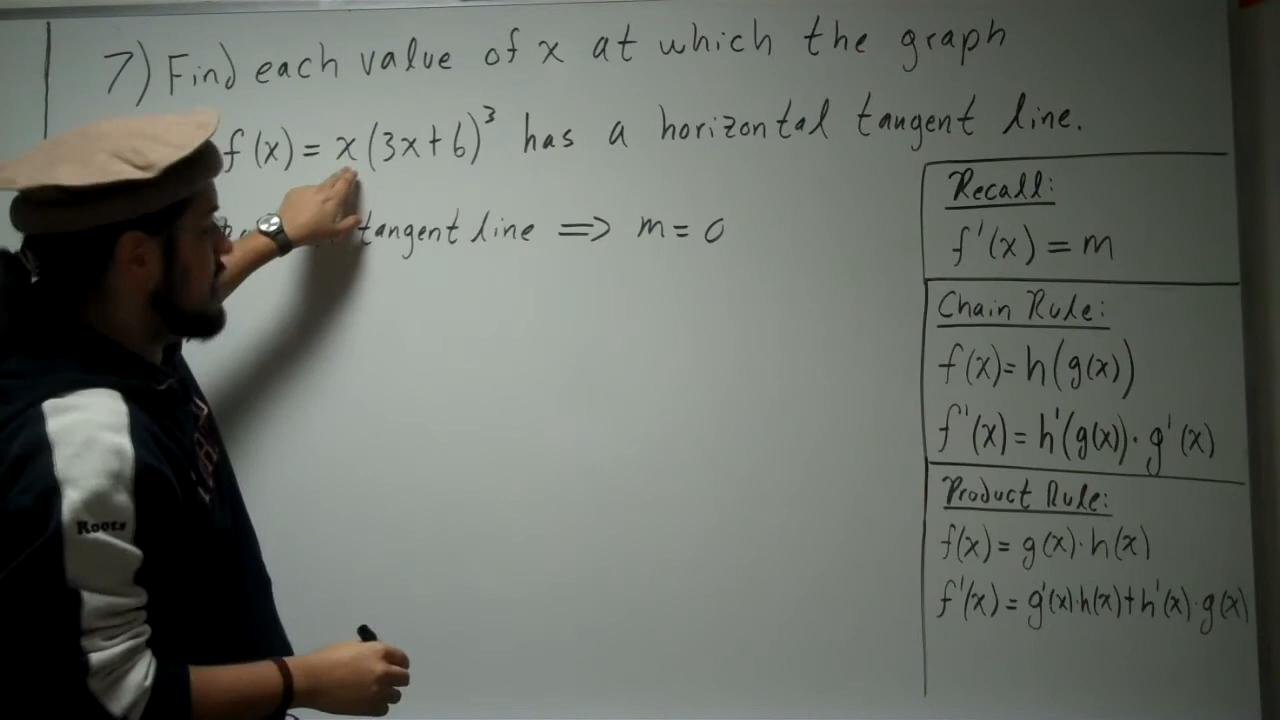 7) Find each value of x at which the graph
f(x) = x(3x+6)³ has a horizontal tangent line.
tangent line => m = 0
Recall:
f'(x) = m
Chain Rule:
f(x) = h(g(x))
f'(x) = h'(g(x)) · g'(x)
Product Rule:
f(x) = g(x) · h(x)
f'(x) = g'(x) · h(x) + h'(x) · g(x)
Roots